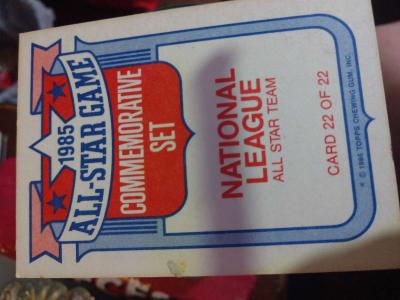 1985
ALL-STAR GAME
COMMEMORATIVE
SET
NATIONAL
LEAGUE
ALL STAR TEAM
CARD 22 OF 22
* © 1986 TOPPS CHEWING GUM, INC.